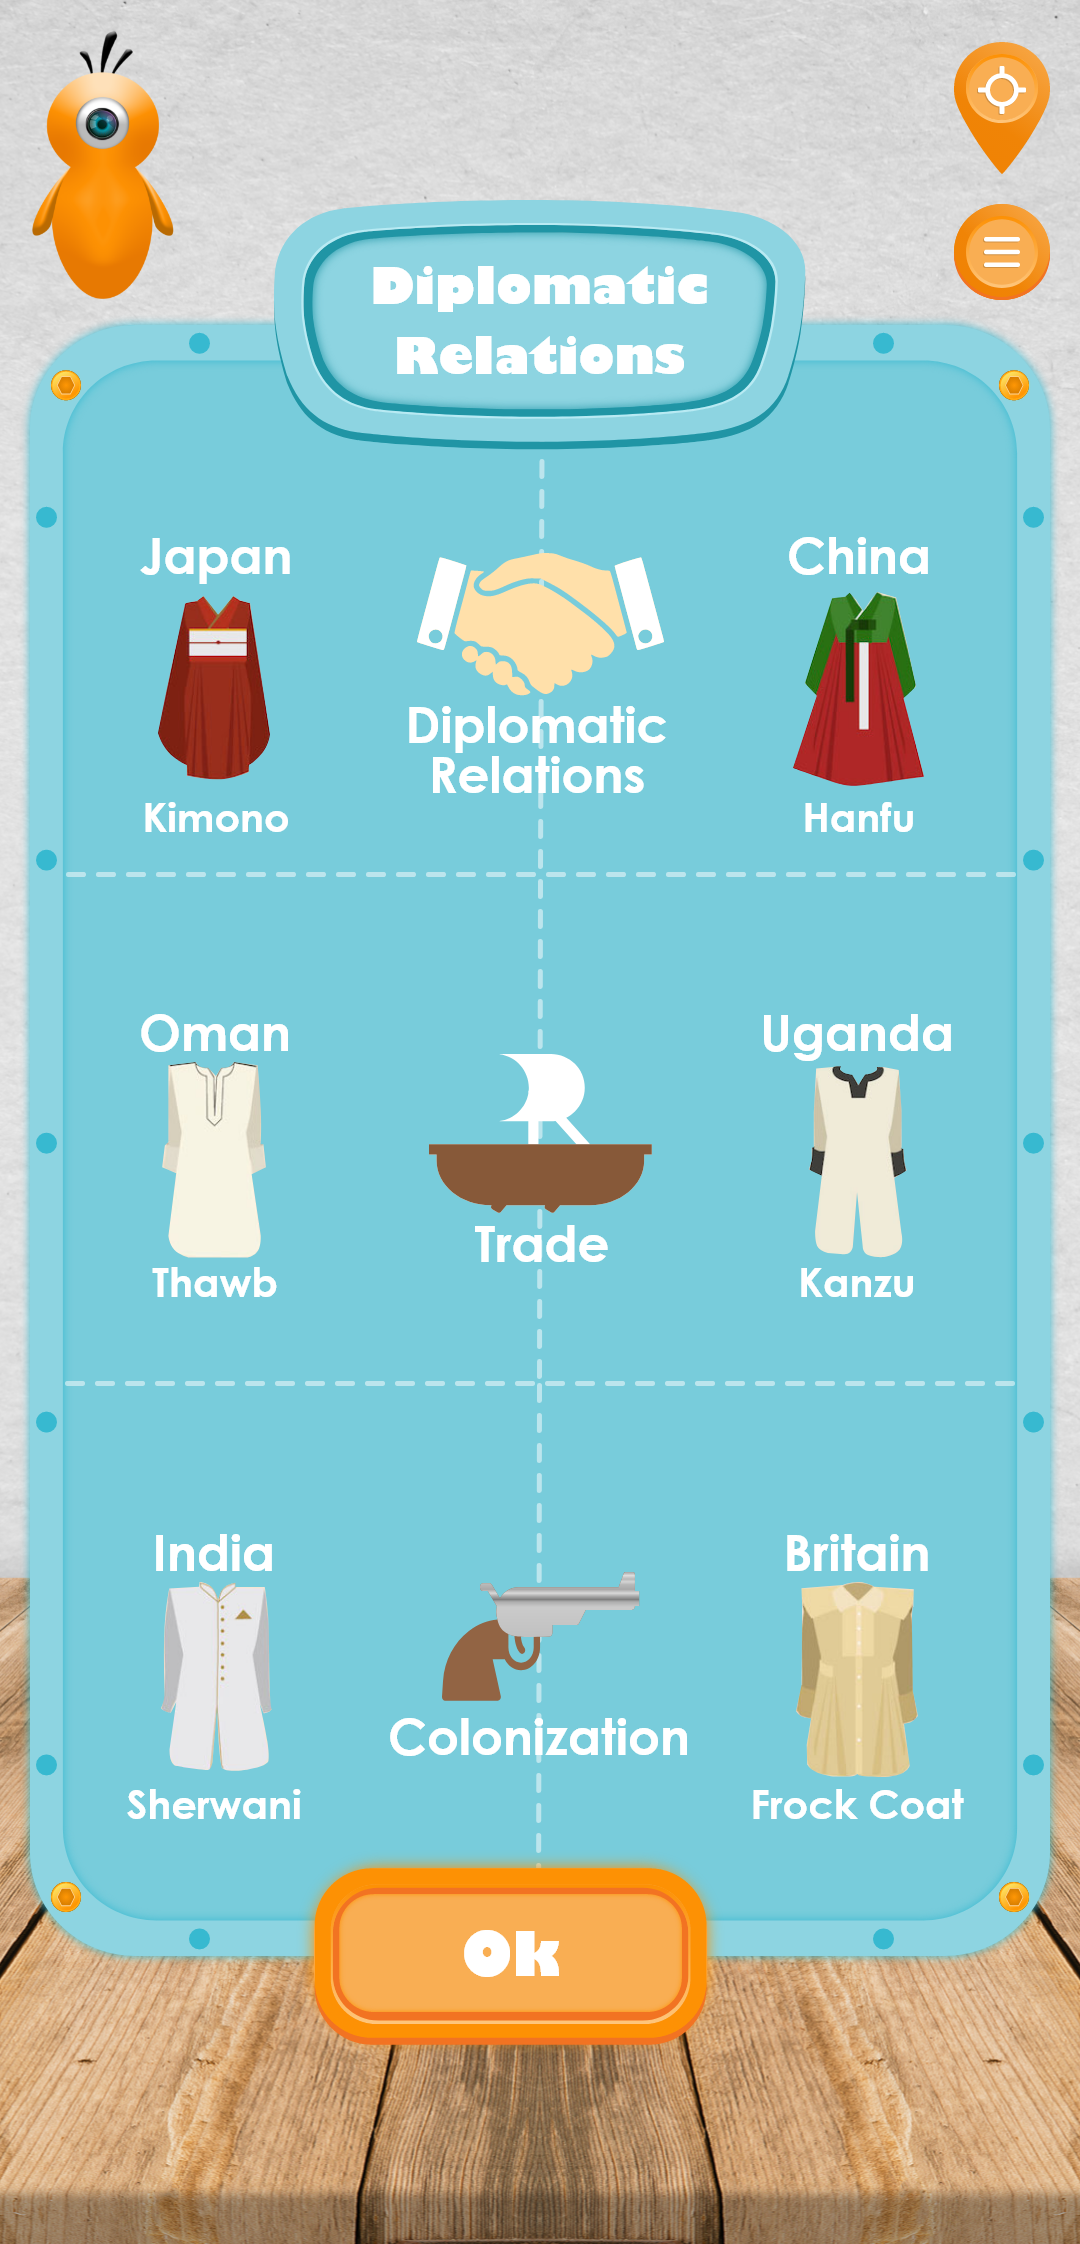 Diplomatic
Relations
Japan
China
Diplomatic
Relations
Kimono
Hanfu
Oman
Uganda
Trade
Thawb
Kanzu
India
Britain
Colonization
Sherwani
Frock Coat
Ok